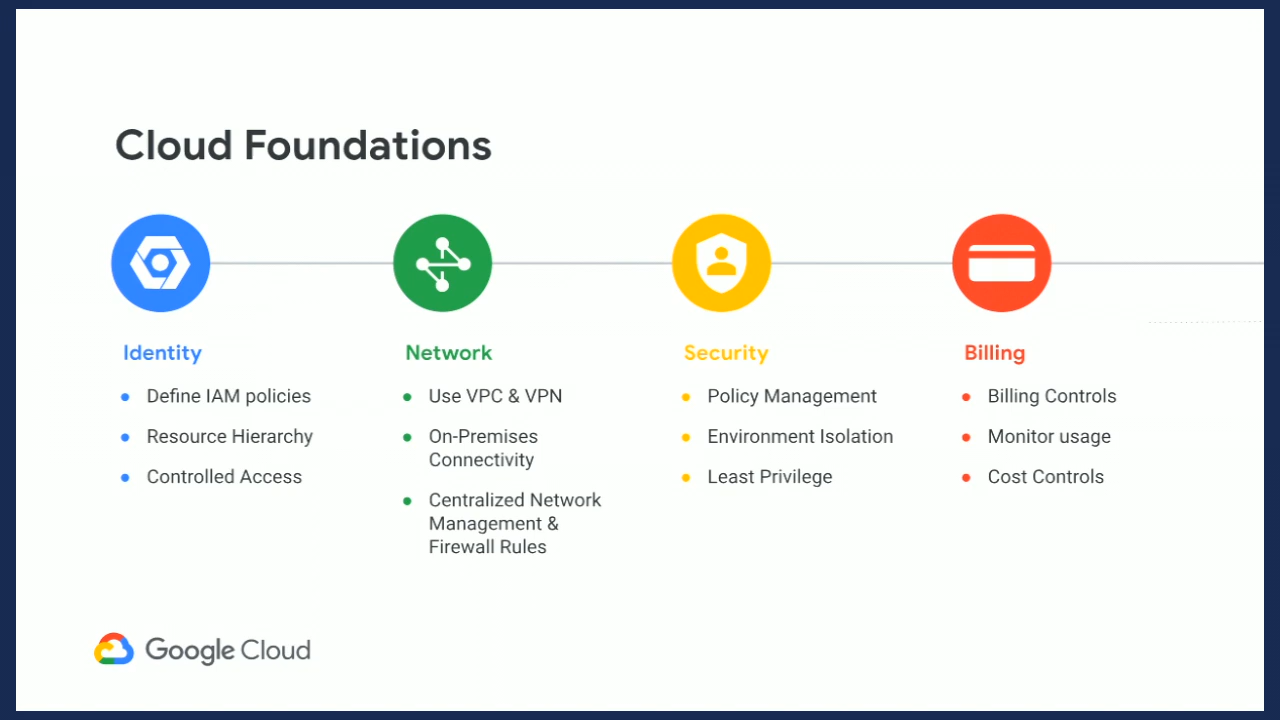 Cloud Foundations
Identity
Define IAM policies
Resource Hierarchy
Controlled Access
Network
Use VPC & VPN
On-Premises
Connectivity
Centralized Network
Management &
Firewall Rules
Security
Policy Management
Environment Isolation
Least Privilege
Billing
Billing Controls
Monitor usage
Cost Controls
Google Cloud